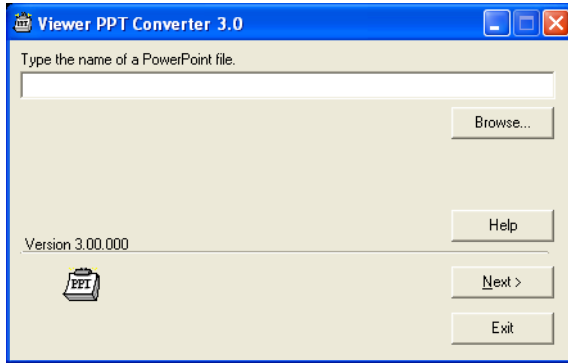 Viewer PPT Converter 3.0
Type the name of a PowerPoint file.
Browse...
Help
Version 3.00.000
PPT
Next >
Exit